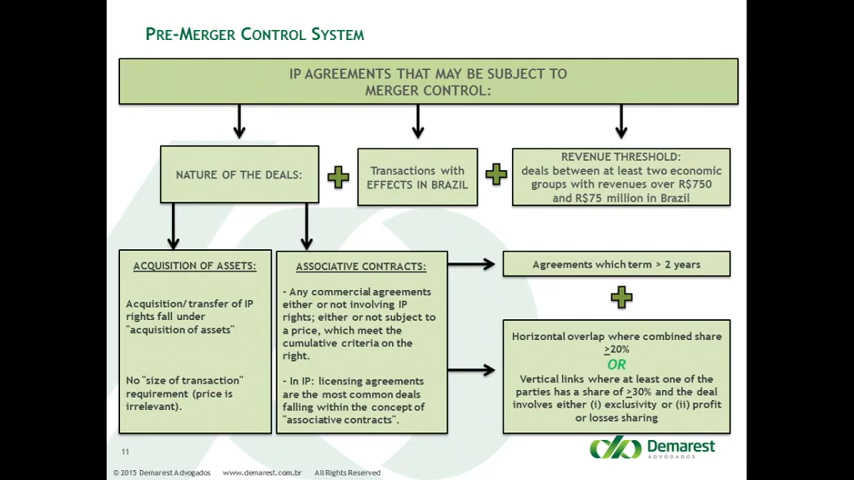 PRE-MERGER CONTROL SYSTEM
IP AGREEMENTS THAT MAY BE SUBJECT TO
MERGER CONTROL:
NATURE OF THE DEALS:
Transactions with
EFFECTS IN BRAZIL
REVENUE THRESHOLD:
deals between at least two economic
groups with revenues over R$750
and R$75 million in Brazil
ACQUISITION OF ASSETS:
Acquisition/transfer of IP
rights fall under
"acquisition of assets"
No "size of transaction"
requirement (price is
irrelevant).
ASSOCIATIVE CONTRACTS:
- Any commercial agreements
either or not involving IP
rights; either or not subject to
a price, which meet the
cumulative criteria on the
right.
- In IP: licensing agreements
are the most common deals
falling within the concept of
"associative contracts".
Agreements which term > 2 years
Horizontal overlap where combined share
>20%
OR
Vertical links where at least one of the
parties has a share of >30% and the deal
involves either (i) exclusivity or (ii) profit
or losses sharing
11
Demarest
ADVOGADOS
© 2015 Demarest Advogados www.demarest.com.br All Rights Reserved